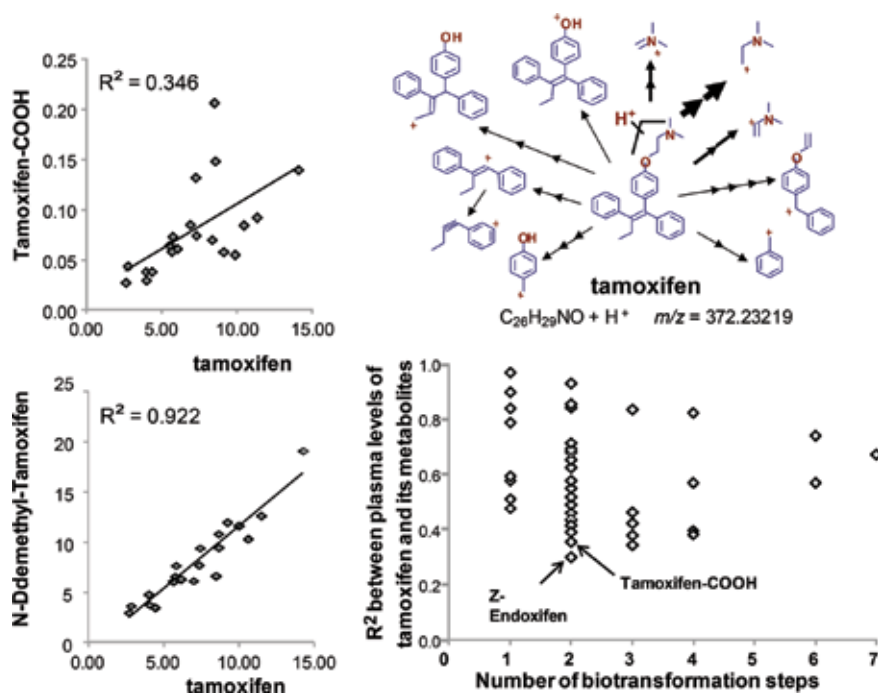 R² = 0.346
Tamoxifen-COOH
0.25
0.20
0.15
0.10
0.05
0.00
0.00 5.00 10.00 15.00
tamoxifen
OH
+
OH
+
N
+
N
+
H⁺
N
O
+
N
+
O
+
+
+
OH
+
+
tamoxifen
C₂₆H₂₉NO + H⁺ m/z = 372.23219
R² = 0.922
N-Ddemethyl-Tamoxifen
25
20
15
10
5
0
0.00 5.00 10.00 15.00
tamoxifen
R² between plasma levels of
tamoxifen and its metabolites
1.0
0.8
0.6
0.4
0.2
0.0
Z-
Endoxifen
Tamoxifen-COOH
0 1 2 3 4 5 6 7
Number of biotransformation steps